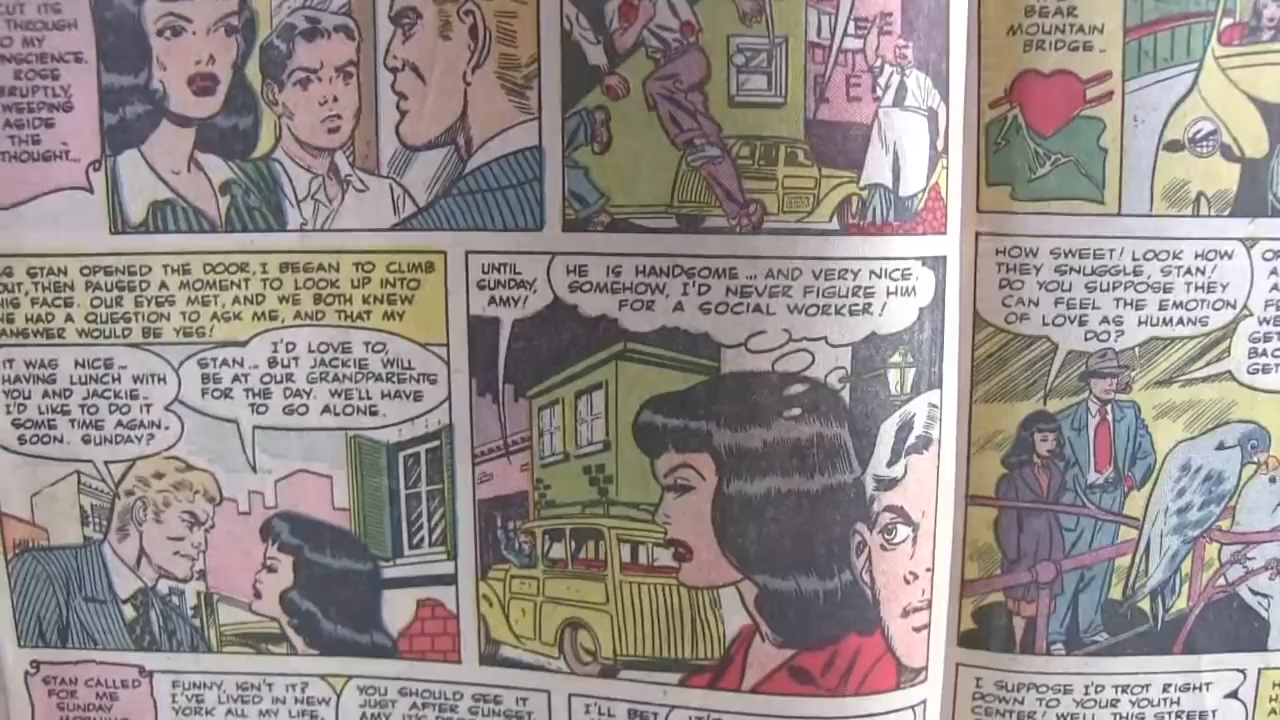 CUT ITS
THROUGH
TO MY
ROSE
WEEPING
ASIDE
THE
THOUGHT...
BEAR
MOUNTAIN
BRIDGE..
STAN OPENED THE DOOR, I BEGAN TO CLIMB
OUT, THEN PAUSED A MOMENT TO LOOK UP INTO
HIS FACE. OUR EYES MET, AND WE BOTH KNEW
HE HAD A QUESTION TO ASK ME, AND THAT MY
ANSWER WOULD BE YES!
IT WAS NICE...
HAVING LUNCH WITH
YOU AND JACKIE..
I'D LIKE TO DO IT
SOME TIME AGAIN.
SOON. SUNDAY?
I'D LOVE TO,
STAN... BUT JACKIE WILL
BE AT OUR GRANDPARENTS
FOR THE DAY. WE'LL HAVE
TO GO ALONE.
UNTIL
SUNDAY,
AMY!
HE IS HANDSOME ... AND VERY NICE.
SOMEHOW, I'D NEVER FIGURE HIM
FOR A SOCIAL WORKER!
HOW SWEET! LOOK HOW
THEY SNUGGLE, STAN!
DO YOU SUPPOSE THEY
CAN FEEL THE EMOTION
OF LOVE AS HUMANS
DO?
STAN CALLED
FOR ME
SUNDAY
FUNNY, ISN'T IT?
I'VE LIVED IN NEW
YORK ALL MY LIFE,
YOU SHOULD SEE IT
JUST AFTER SUNSET,
I'LL BET
IT'S
I SUPPOSE I'D TROT RIGHT
DOWN TO YOUR YOUTH
CENTER! WELL THIS STREET